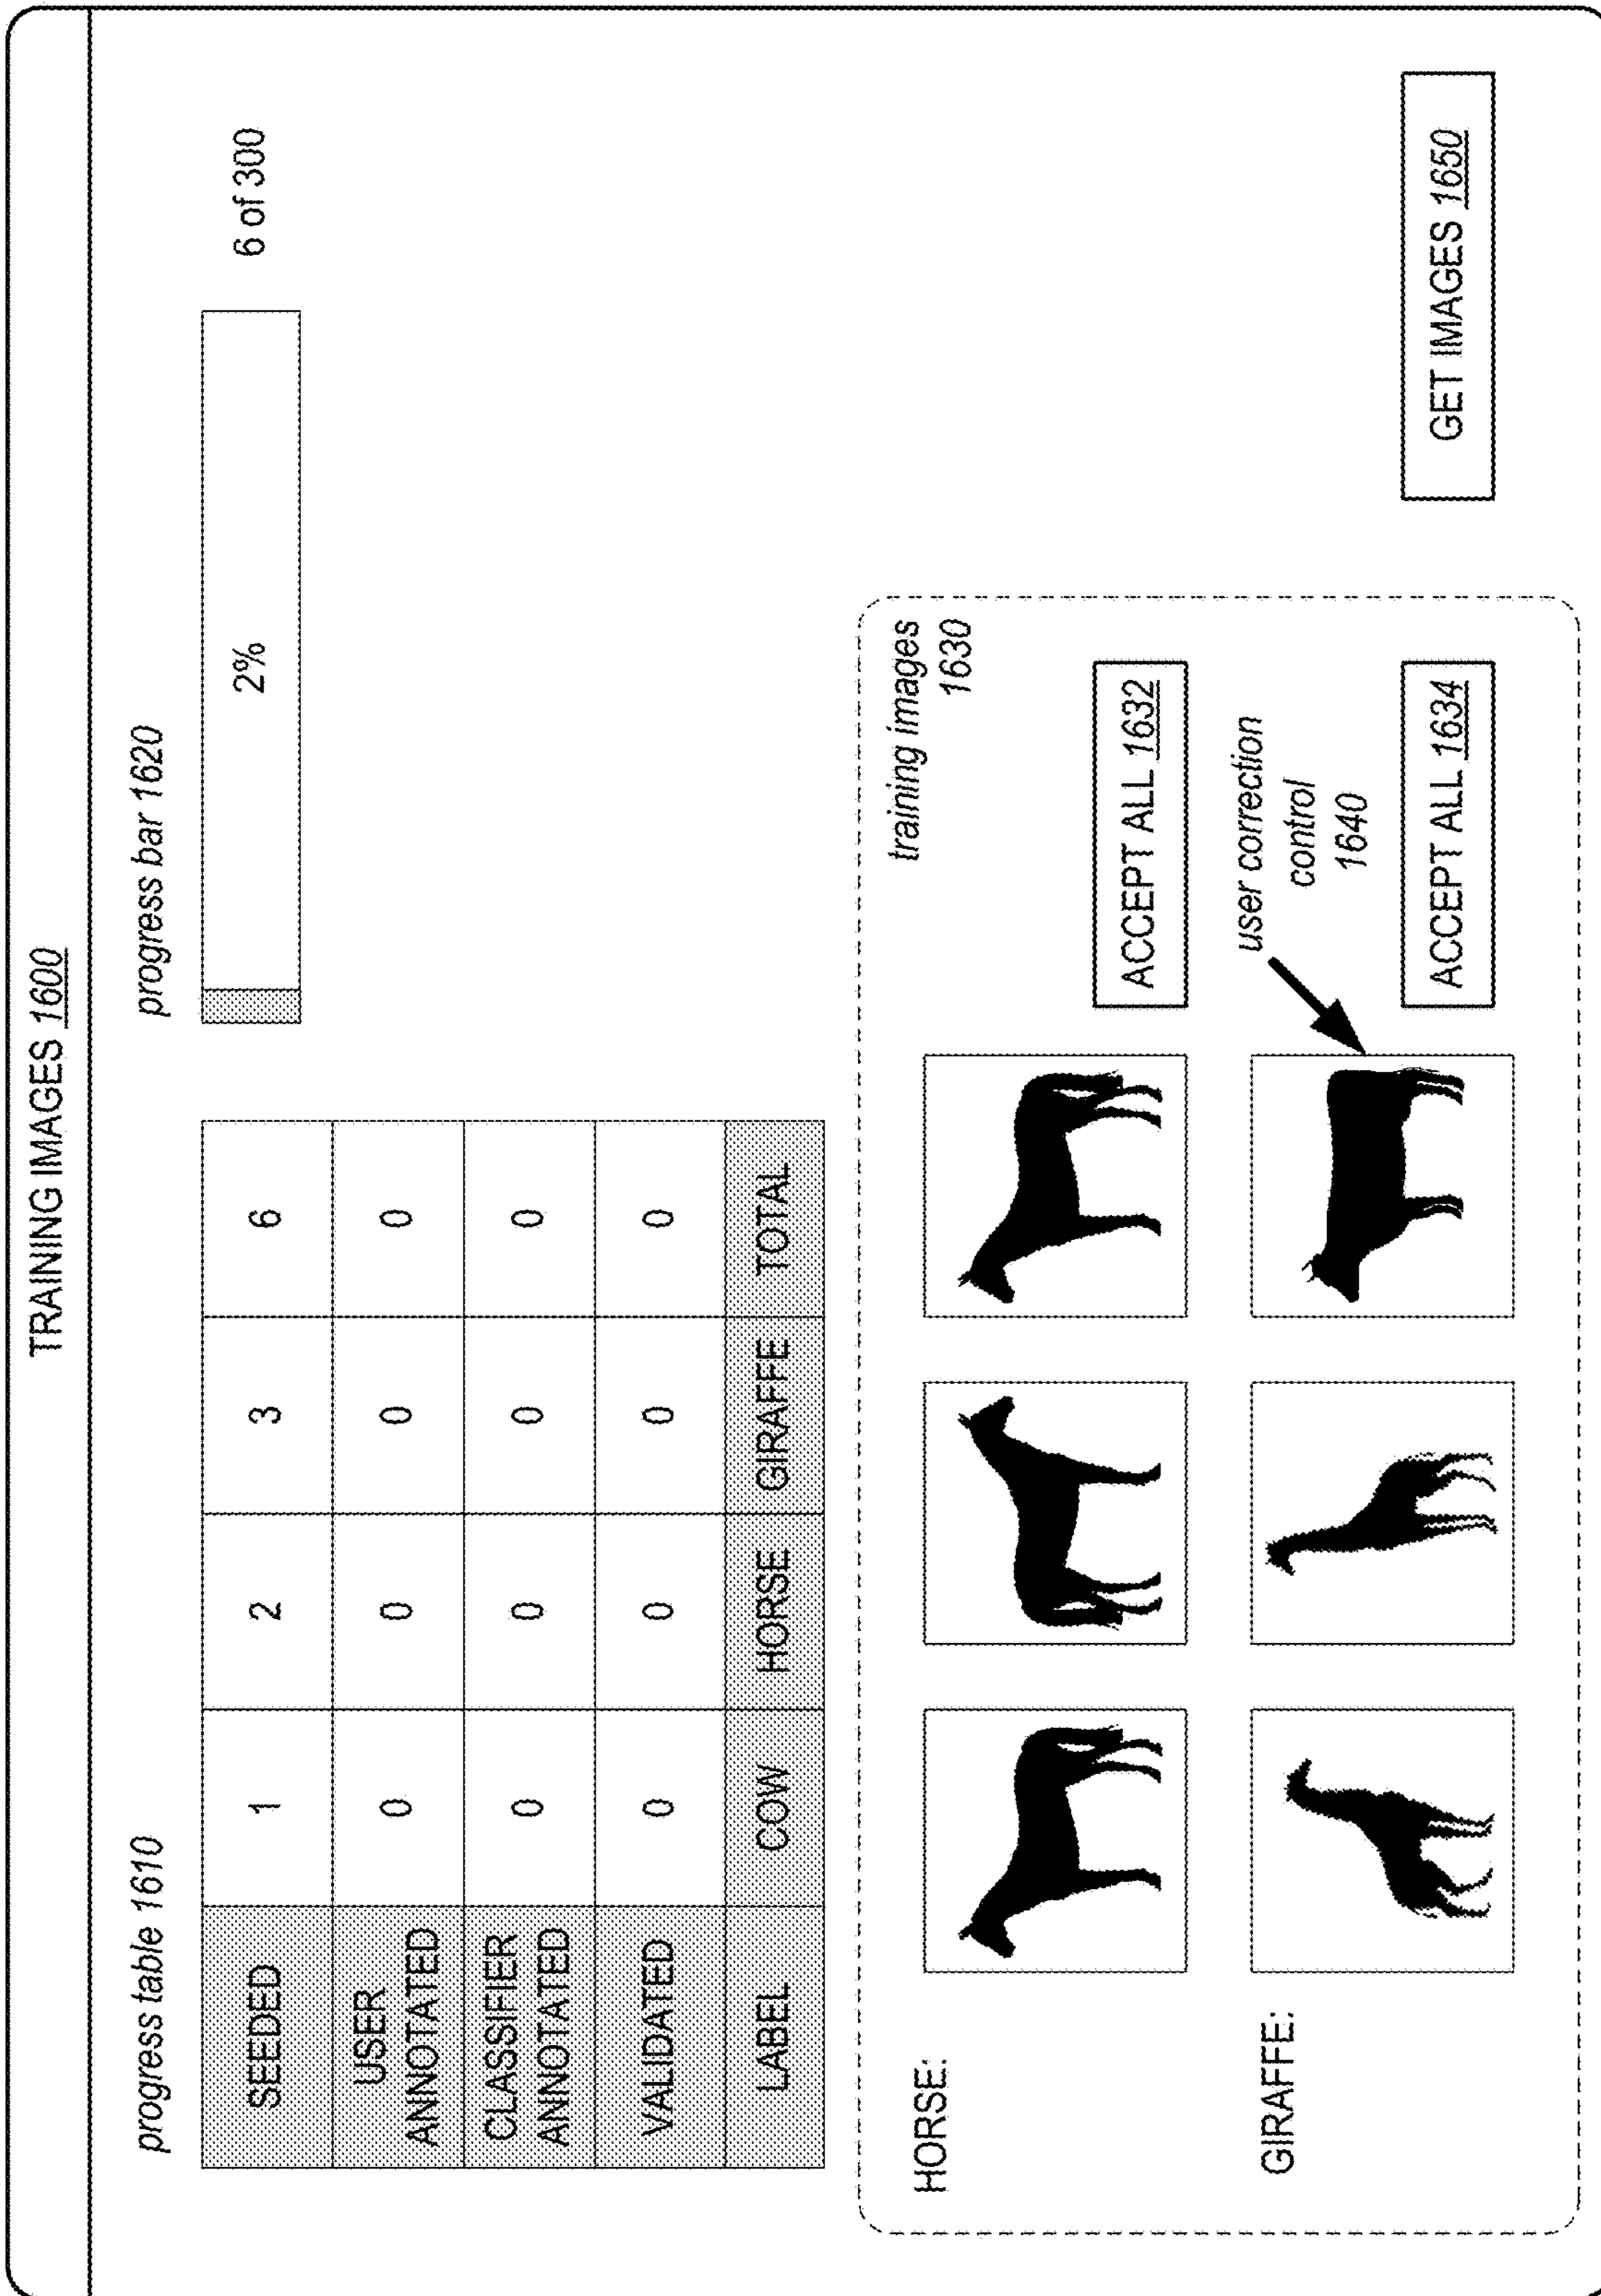 TRAINING IMAGES 1600
progress table 1610
progress bar 1620
SEEDED 1 2 3 6
USER
ANNOTATED 0 0 0 0
CLASSIFIER
ANNOTATED 0 0 0 0
VALIDATED 0 0 0 0
LABEL COW HORSE GIRAFFE TOTAL
2%
6 of 300
training images
1630
HORSE:
ACCEPT ALL 1632
user correction
control
1640
GIRAFFE:
ACCEPT ALL 1634
GET IMAGES 1650